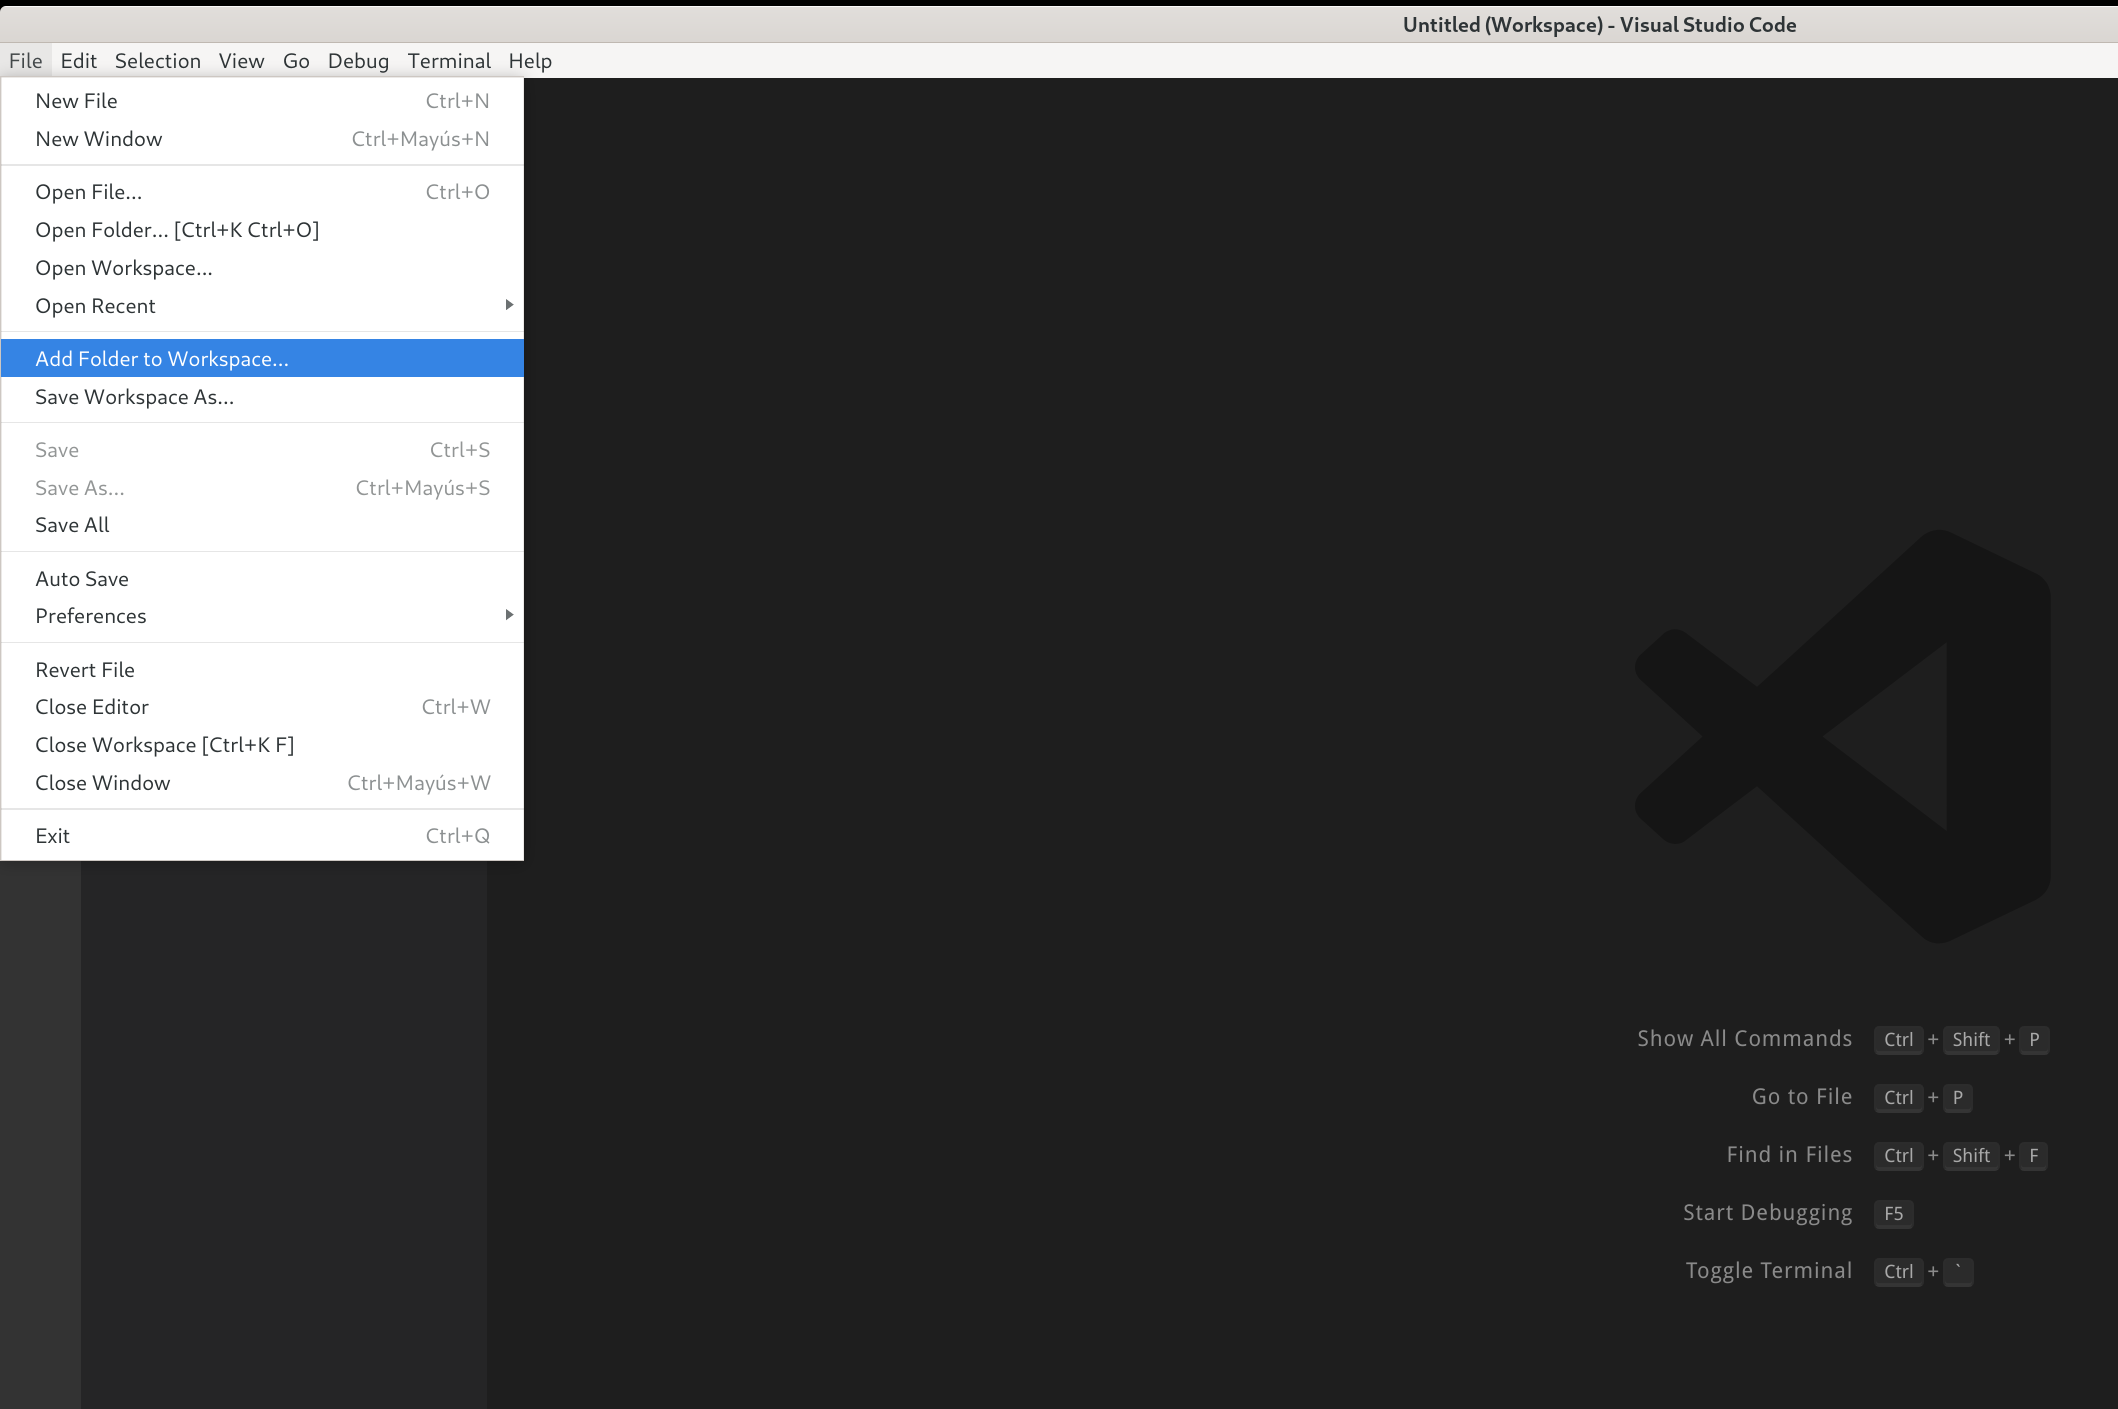 Untitled (Workspace) - Visual Studio Code
File Edit Selection View Go Debug Terminal Help
New File Ctrl+N
New Window Ctrl+Mayús+N
Open File... Ctrl+O
Open Folder... [Ctrl+K Ctrl+O]
Open Workspace...
Open Recent
Add Folder to Workspace...
Save Workspace As...
Save Ctrl+S
Save As... Ctrl+Mayús+S
Save All
Auto Save
Preferences
Revert File
Close Editor Ctrl+W
Close Workspace [Ctrl+K F]
Close Window Ctrl+Mayús+W
Exit Ctrl+Q
Show All Commands Ctrl + Shift + P
Go to File Ctrl + P
Find in Files Ctrl + Shift + F
Start Debugging F5
Toggle Terminal Ctrl + `